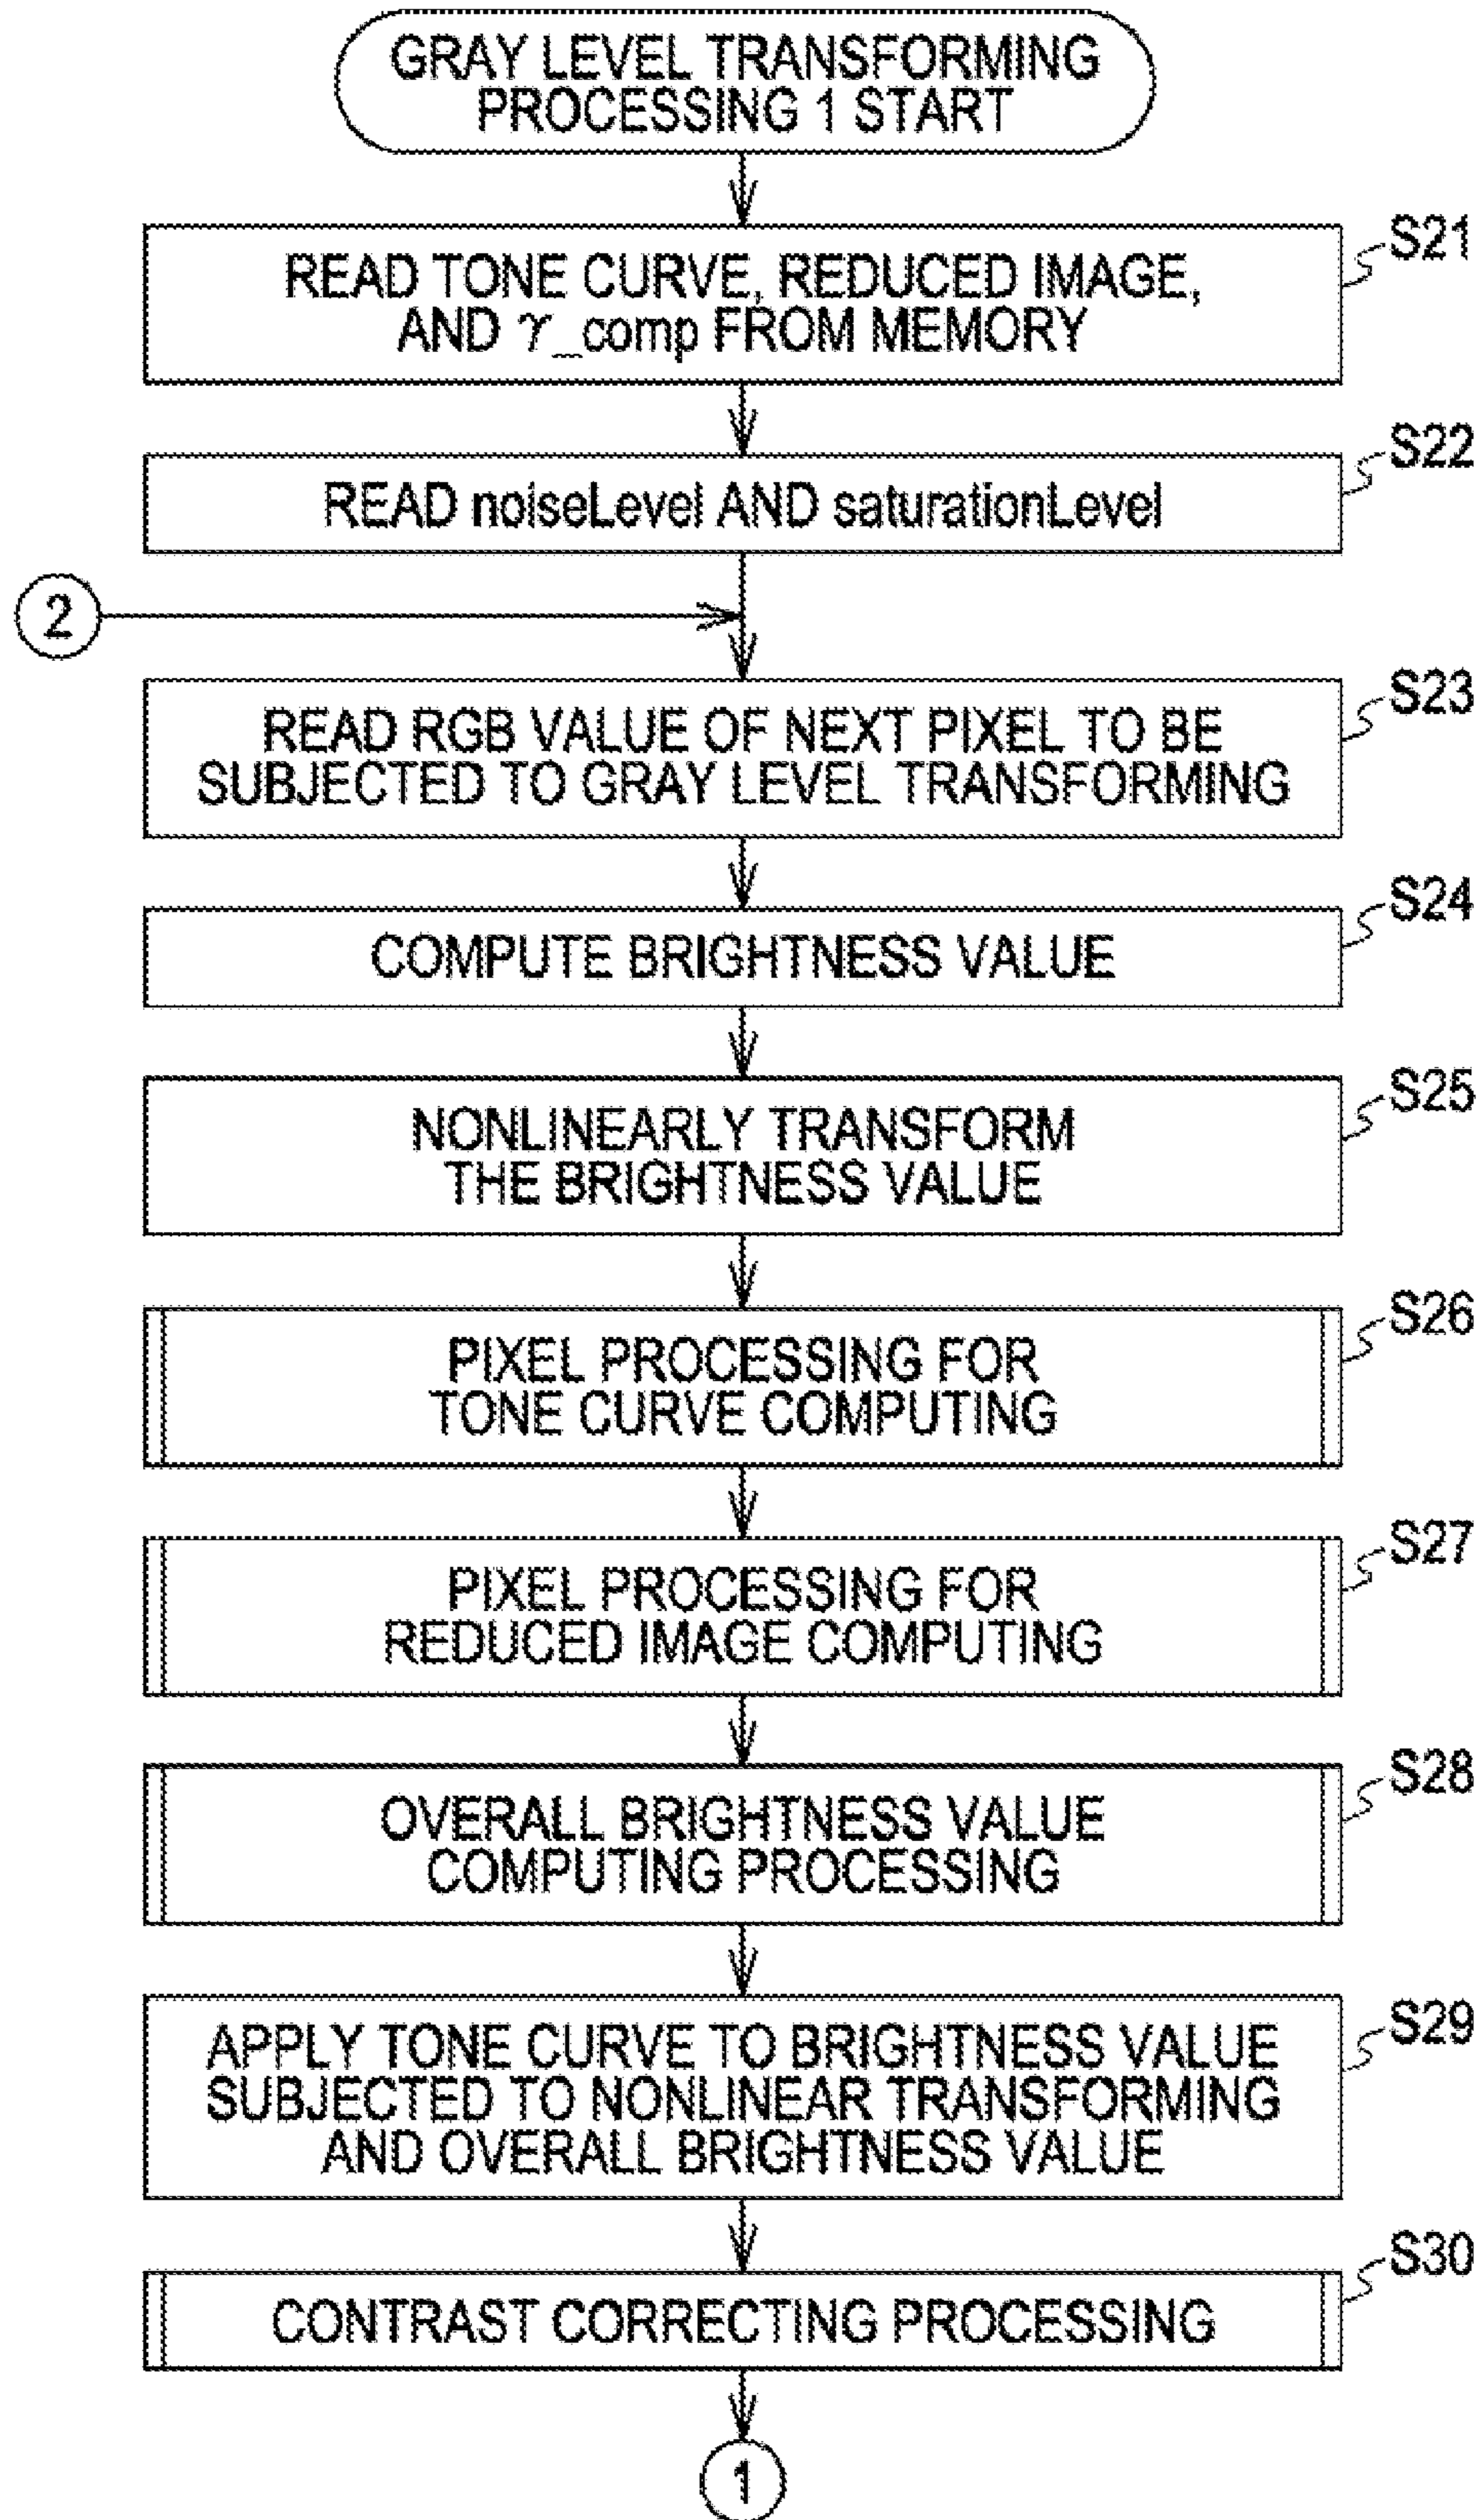 GRAY LEVEL TRANSFORMING
PROCESSING 1 START
S21
READ TONE CURVE, REDUCED IMAGE,
AND γ_comp FROM MEMORY
S22
READ noiseLevel AND saturationLevel
2
S23
READ RGB VALUE OF NEXT PIXEL TO BE
SUBJECTED TO GRAY LEVEL TRANSFORMING
S24
COMPUTE BRIGHTNESS VALUE
S25
NONLINEARLY TRANSFORM
THE BRIGHTNESS VALUE
S26
PIXEL PROCESSING FOR
TONE CURVE COMPUTING
S27
PIXEL PROCESSING FOR
REDUCED IMAGE COMPUTING
S28
OVERALL BRIGHTNESS VALUE
COMPUTING PROCESSING
S29
APPLY TONE CURVE TO BRIGHTNESS VALUE
SUBJECTED TO NONLINEAR TRANSFORMING
AND OVERALL BRIGHTNESS VALUE
S30
CONTRAST CORRECTING PROCESSING
1